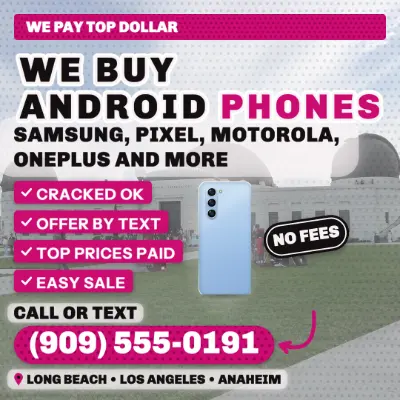 WE PAY TOP DOLLAR
WE BUY
ANDROID PHONES
SAMSUNG, PIXEL, MOTOROLA,
ONEPLUS AND MORE
CRACKED OK
OFFER BY TEXT
TOP PRICES PAID
EASY SALE
NO FEES
CALL OR TEXT
(909) 555-0191
LONG BEACH • LOS ANGELES • ANAHEIM